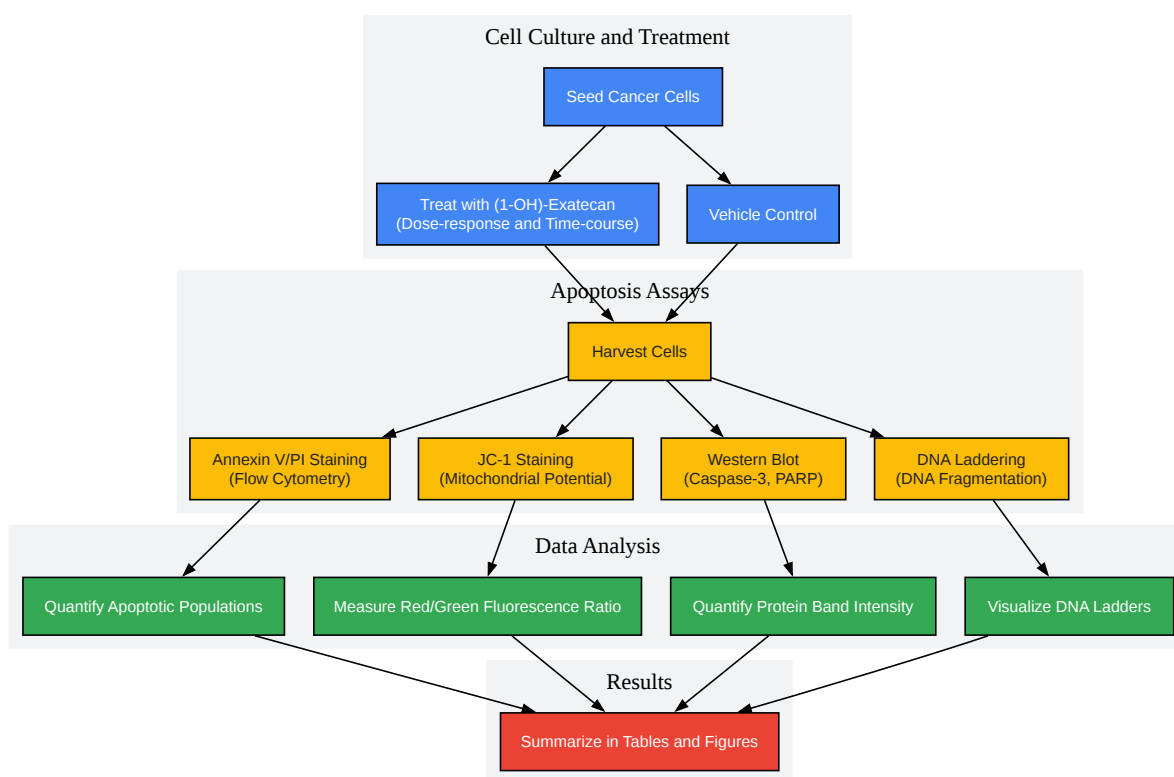 Cell Culture and Treatment
Seed Cancer Cells
Treat with (1-OH)-Exatecan
(Dose-response and Time-course)
Vehicle Control
Apoptosis Assays
Harvest Cells
Annexin V/PI Staining
(Flow Cytometry)
JC-1 Staining
(Mitochondrial Potential)
Western Blot
(Caspase-3, PARP)
DNA Laddering
(DNA Fragmentation)
Data Analysis
Quantify Apoptotic Populations
Measure Red/Green Fluorescence Ratio
Quantify Protein Band Intensity
Visualize DNA Ladders
Results
Summarize in Tables and Figures